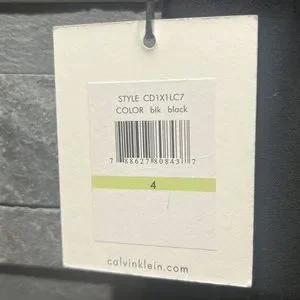 STYLE CD1X1LC7
COLOR blk black
7 88627 80843 7
4
calvinklein.com